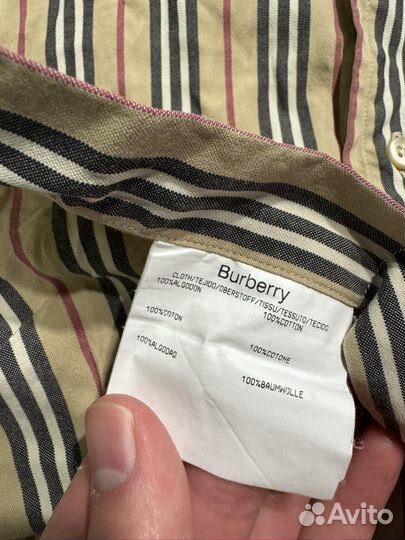 Burberry
CLOTH/TEJIDO/OBERSTOFF/TISSU/TESSUTO/TECIDO
100%ALGODON
100%COTTON
100%COTON
100%COTONE
100%ALGODAO
100%BAUMWOLLE
Avito